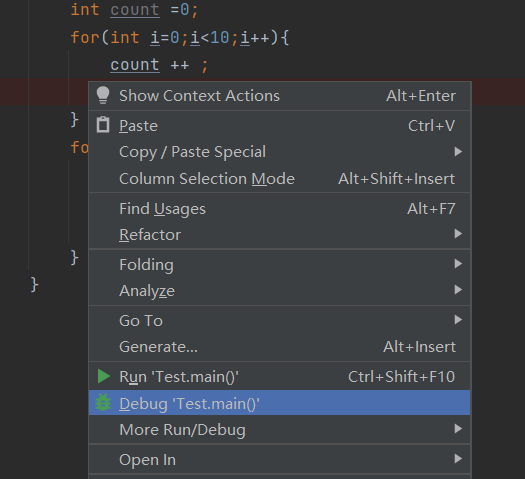 int count =0;
for(int i=0;i<10;i++){
count ++ ;
Show Context Actions Alt+Enter
}
Paste Ctrl+V
fo
Copy / Paste Special
Column Selection Mode Alt+Shift+Insert
Find Usages Alt+F7
Refactor
}
Folding
}
Analyze
Go To
Generate... Alt+Insert
Run 'Test.main()' Ctrl+Shift+F10
Debug 'Test.main()'
More Run/Debug
Open In